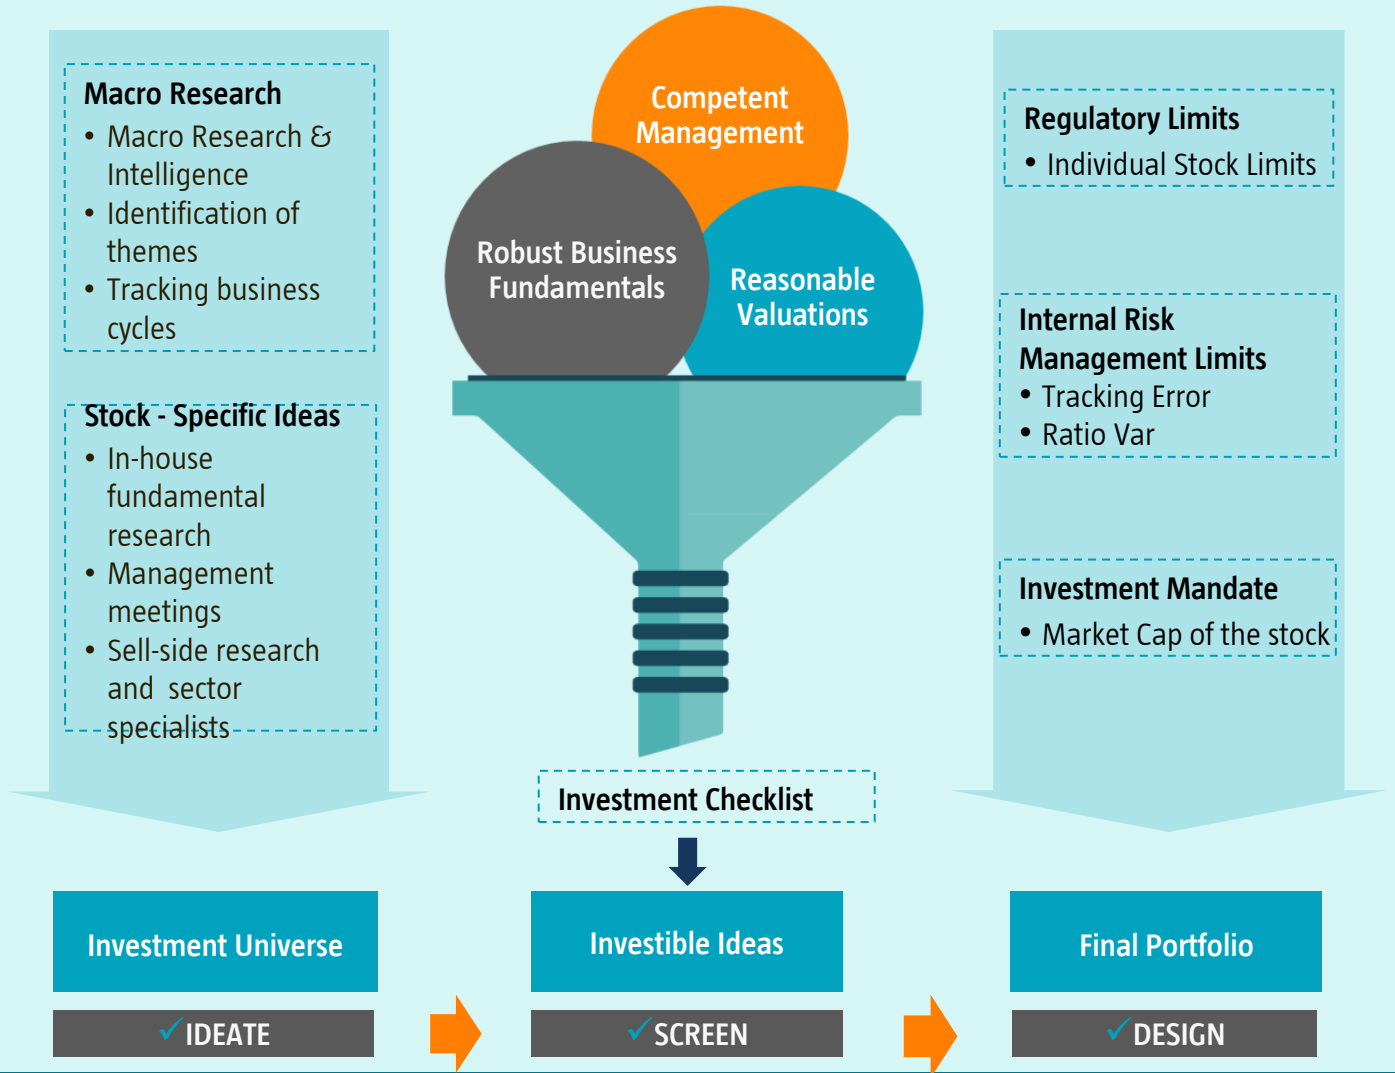 Macro Research
• Macro Research &
Intelligence
• Identification of
themes
• Tracking business
cycles
Stock - Specific Ideas
• In-house
fundamental
research
• Management
meetings
• Sell-side research
and sector
specialists
Competent
Management
Robust Business
Fundamentals
Reasonable
Valuations
Investment Checklist
Regulatory Limits
• Individual Stock Limits
Internal Risk
Management Limits
• Tracking Error
• Ratio Var
Investment Mandate
• Market Cap of the stock
Investment Universe
Investible Ideas
Final Portfolio
✓IDEATE
✓SCREEN
✓DESIGN